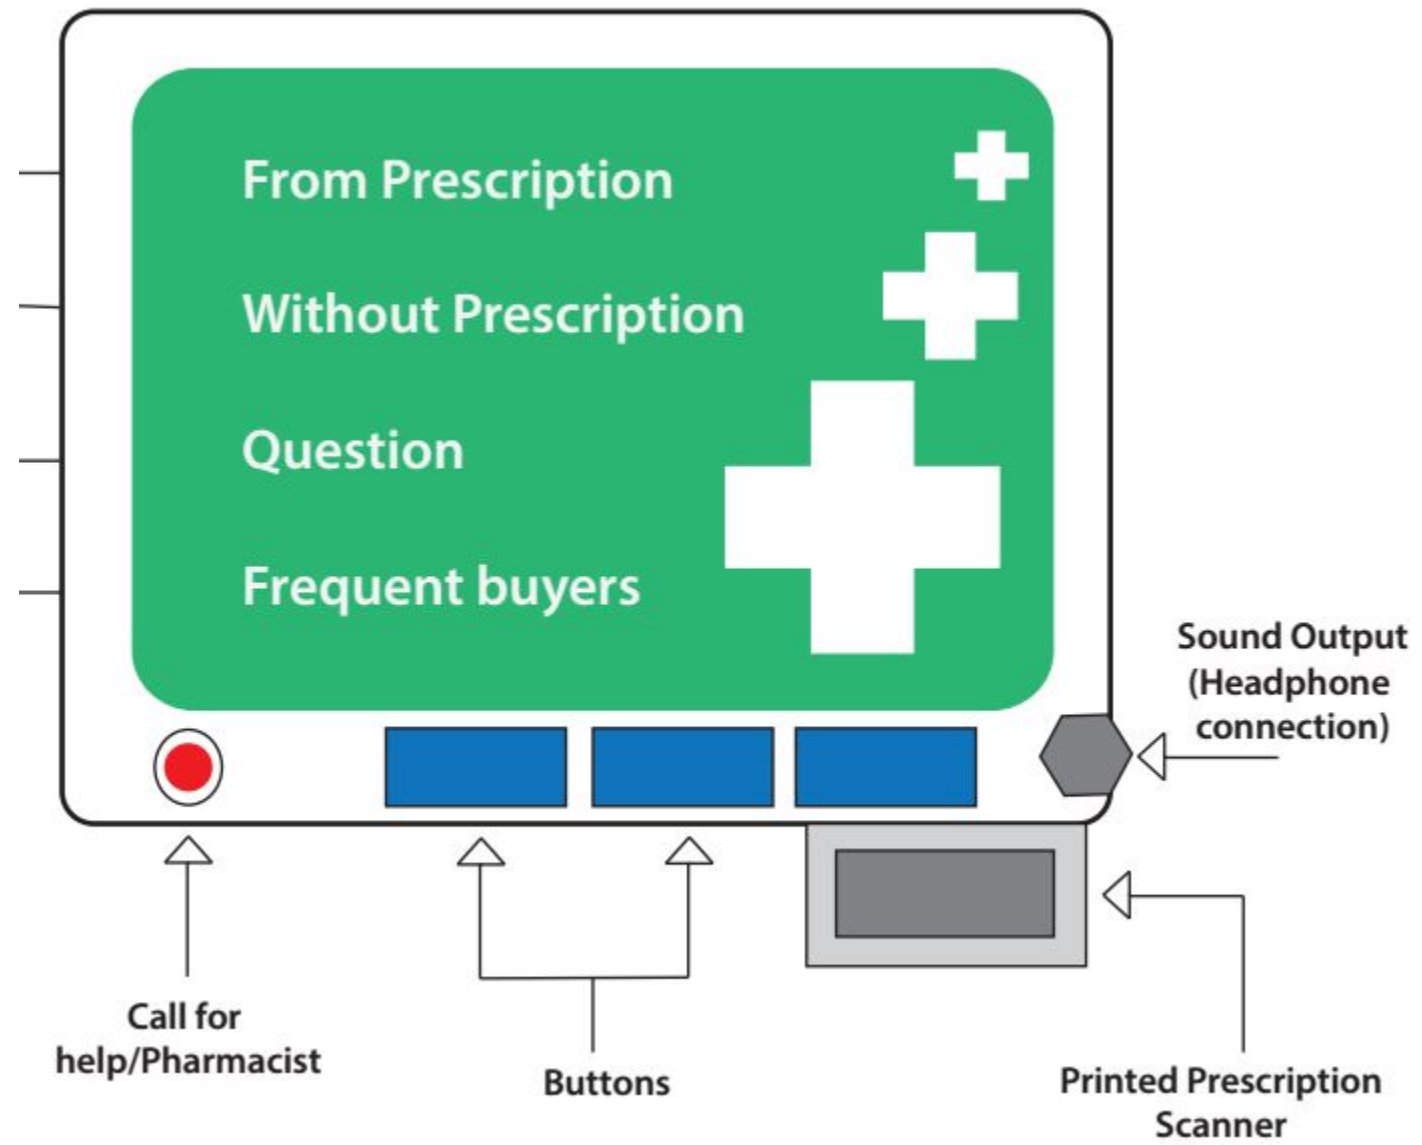 From Prescription
Without Prescription
Question
Frequent buyers
Sound Output
(Headphone
connection)
Call for
help/Pharmacist
Buttons
Printed Prescription
Scanner